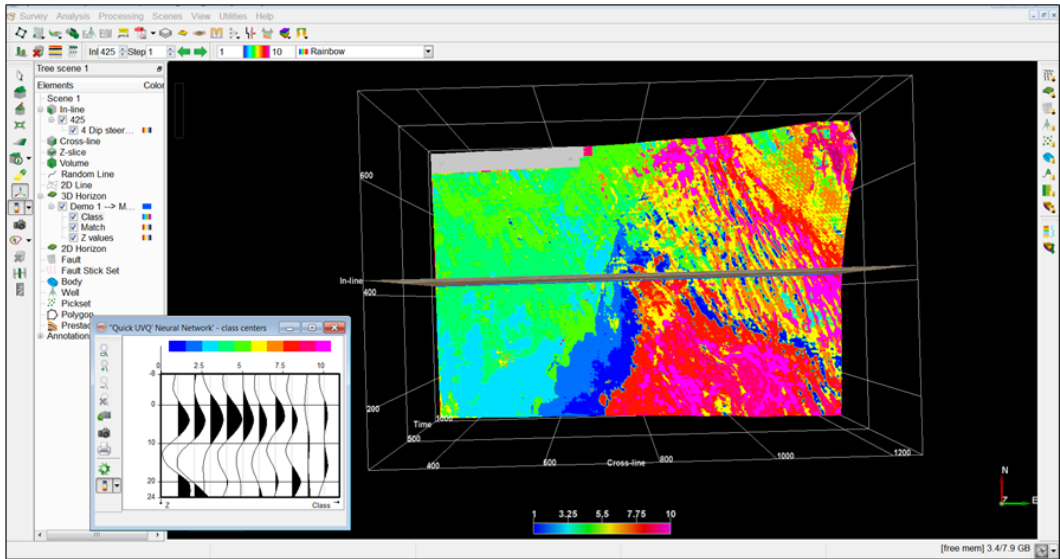 Survey Analysis Processing Scenes View Utilities Help
Inl 425 Step 1 1 10 Rainbow
Tree scene 1
Elements Color
Scene 1
In-line
425
4 Dip steer...
Cross-line
Z-slice
Volume
Random Line
2D Line
3D Horizon
Demo 1 --> M...
Class
Match
Z values
2D Horizon
Fault
Fault Stick Set
Body
Well
Pickset
Polygon
Prestac
Annotation
600
In-line
400
200
Time
1000
500
400
600
Cross-line
800
1000
1200
N
Z
E
'Quick UVQ' Neural Network' - class centers
0 2.5 5 7.5 10
-8
0
10
20
24
Z
Class
1 3.25 5.5 7.75 10
[free mem] 3.4/7.9 GB